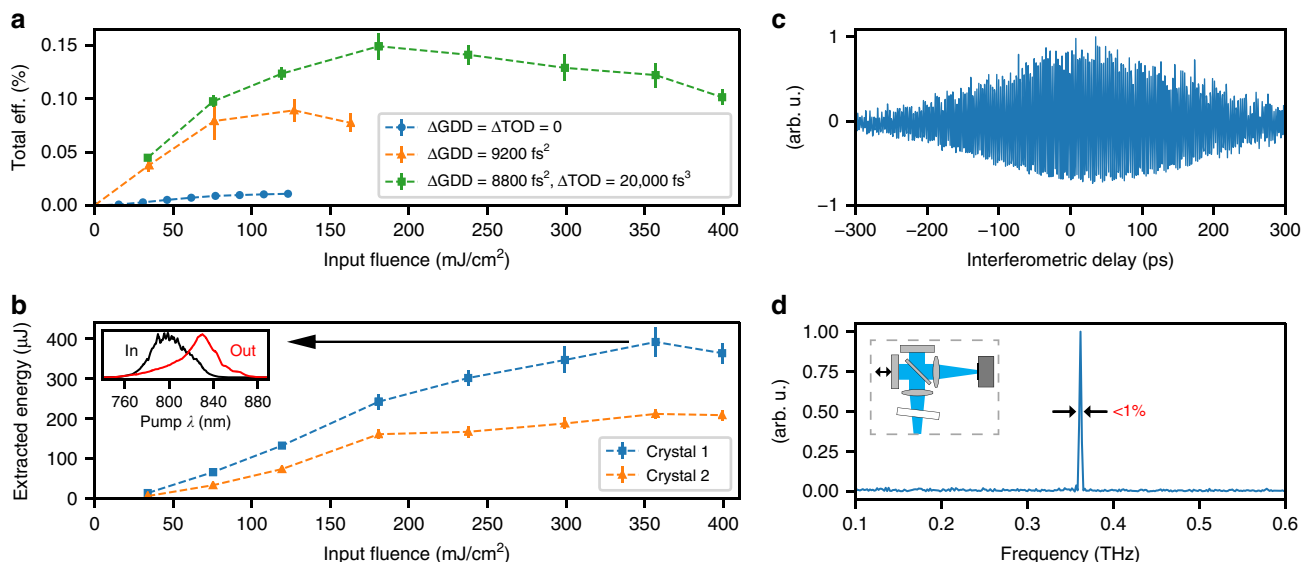 a
0.15
0.10
0.05
0.00
Total eff. (%)
ΔGDD = ΔTOD = 0
ΔGDD = 9200 fs²
ΔGDD = 8800 fs², ΔTOD = 20,000 fs³
0 50 100 150 200 250 300 350 400
Input fluence (mJ/cm²)
b
400
300
200
100
0
Extracted energy (μJ)
In Out
760 800 840 880
Pump λ (nm)
Crystal 1
Crystal 2
0 50 100 150 200 250 300 350 400
Input fluence (mJ/cm²)
c
1
0
−1
(arb. u.)
−300 −200 −100 0 100 200 300
Interferometric delay (ps)
d
1.00
0.75
0.50
0.25
0.00
(arb. u.)
<1%
0.1 0.2 0.3 0.4 0.5 0.6
Frequency (THz)